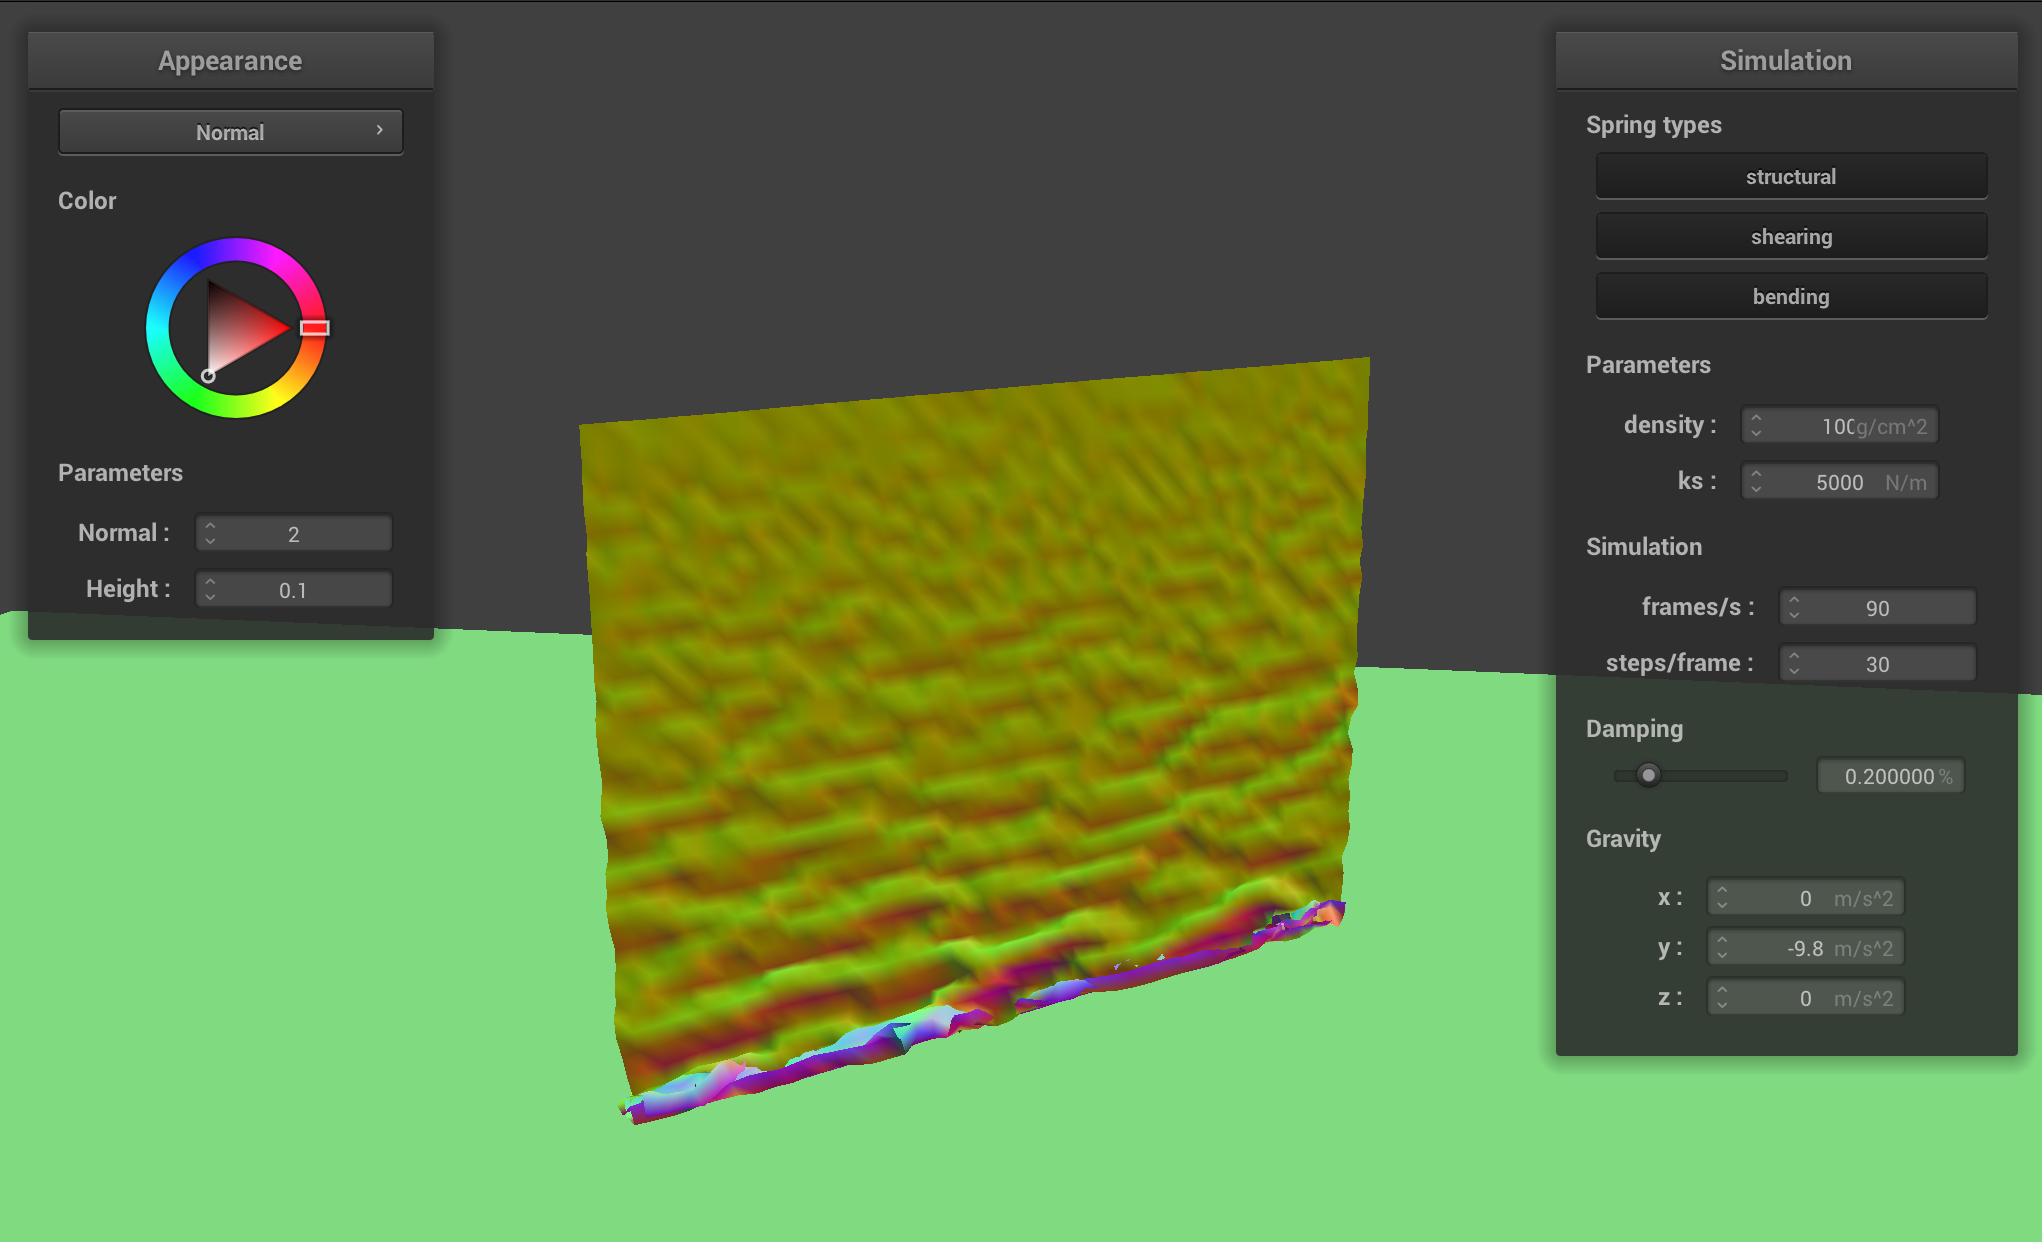 Appearance
Normal
Color
Parameters
Normal : 2
Height : 0.1
Simulation
Spring types
structural
shearing
bending
Parameters
density : 100 g/cm^2
ks : 5000 N/m
Simulation
frames/s : 90
steps/frame : 30
Damping
0.200000 %
Gravity
x : 0 m/s^2
y : -9.8 m/s^2
z : 0 m/s^2